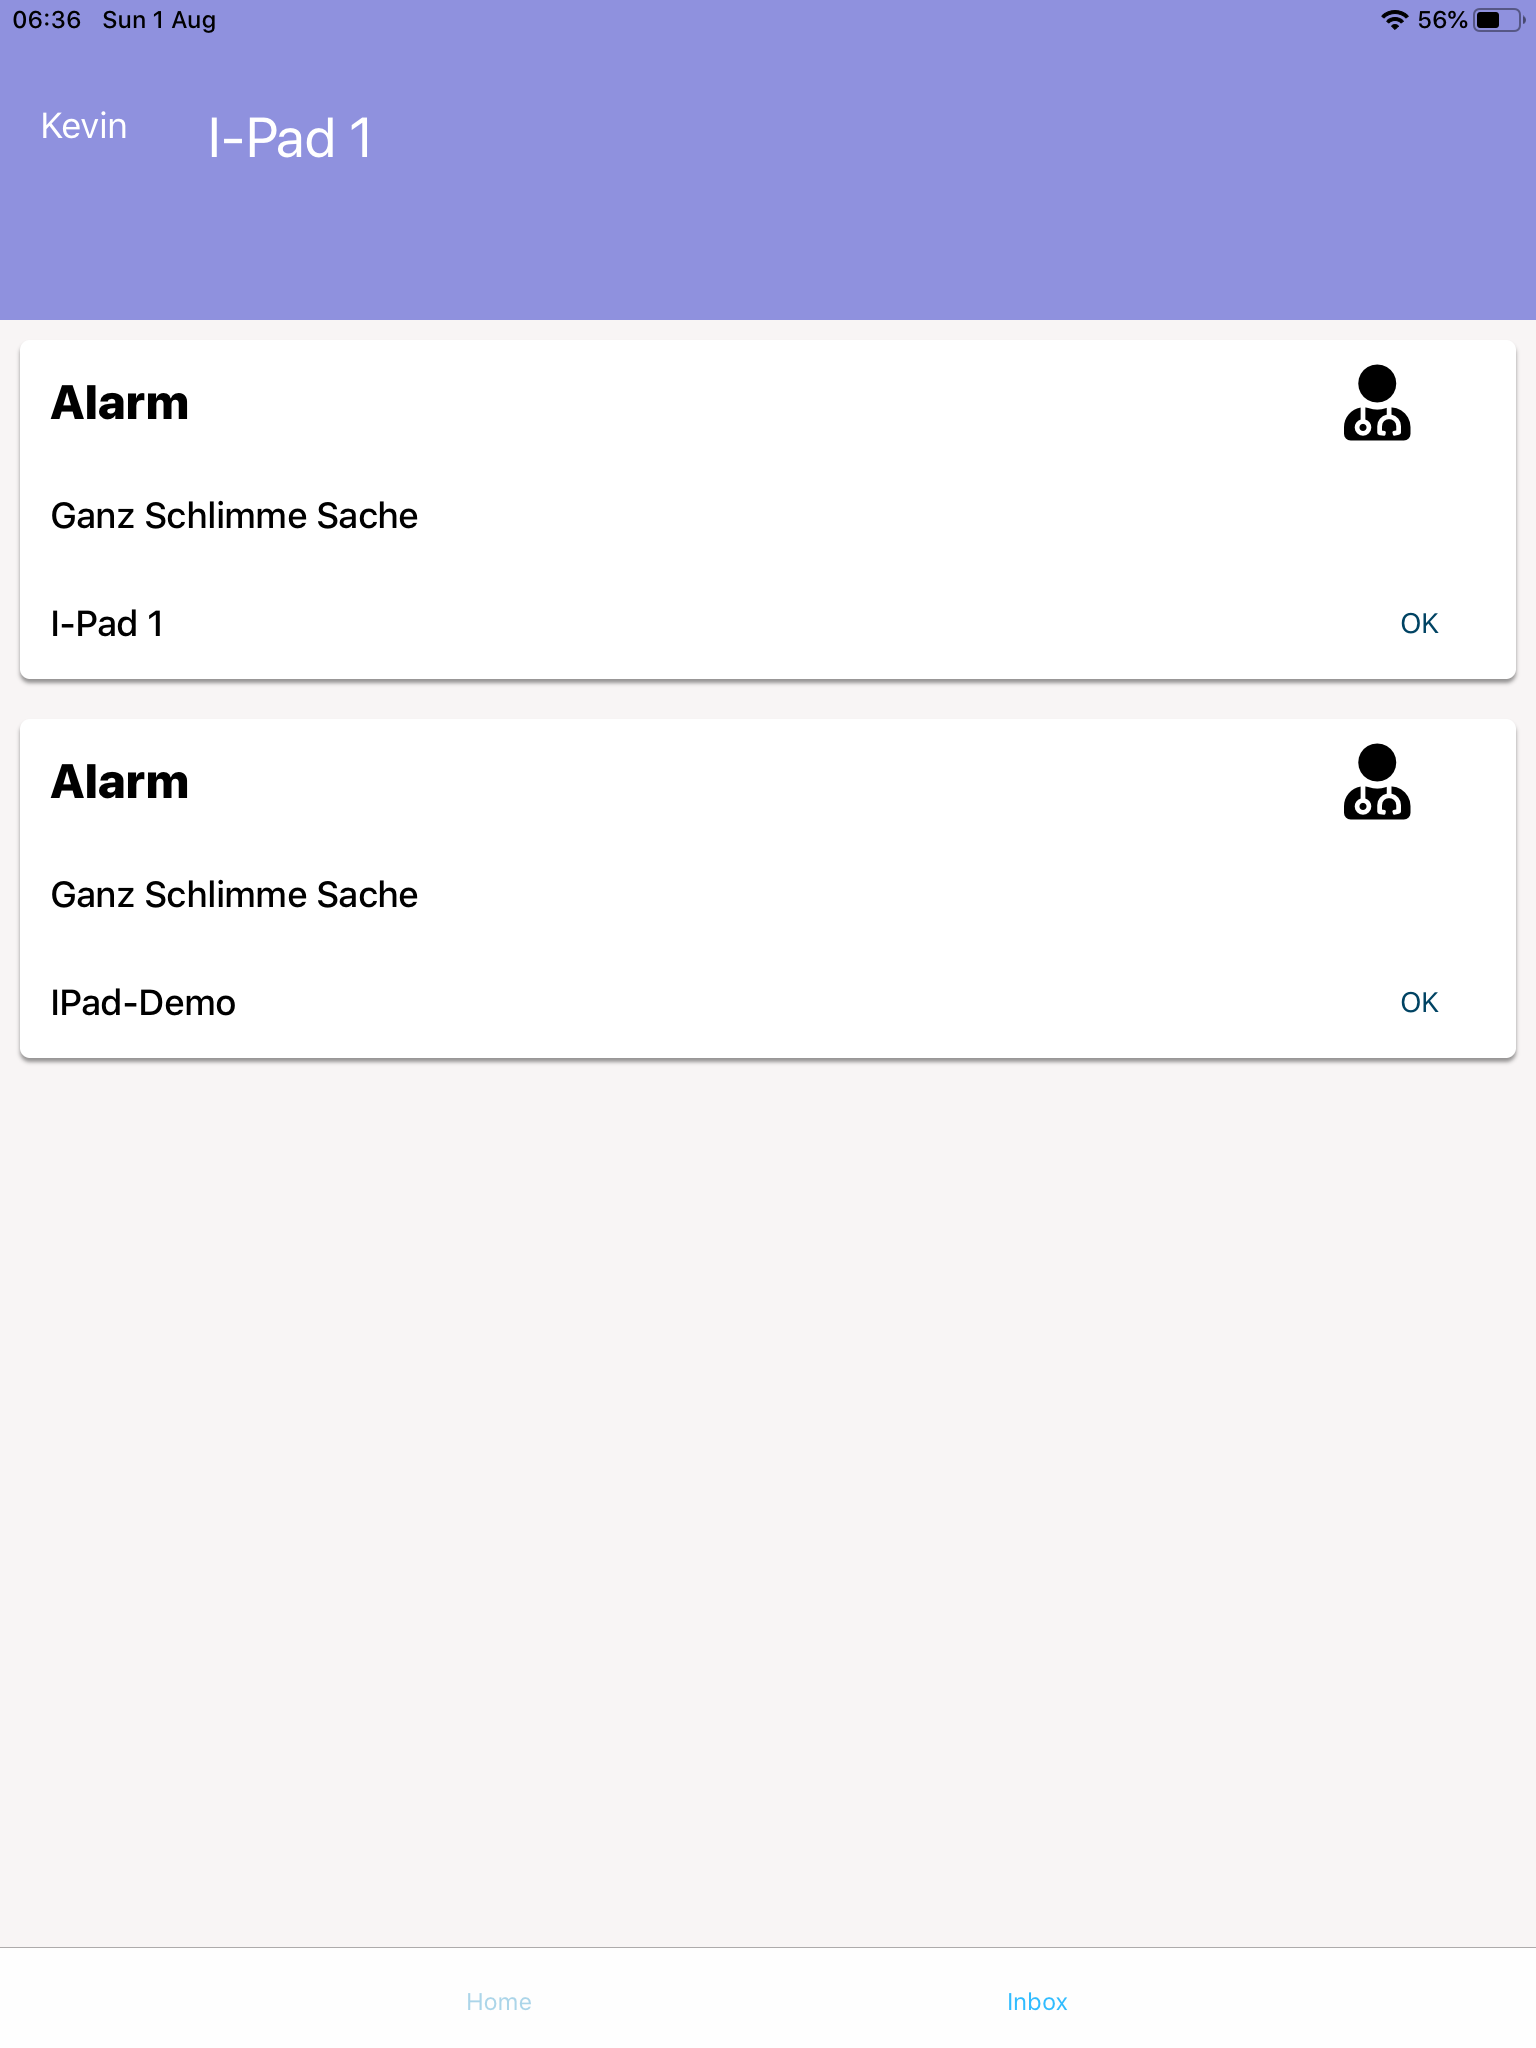 06:36 Sun 1 Aug 56%
Kevin I-Pad 1
Alarm
Ganz Schlimme Sache
I-Pad 1 OK
Alarm
Ganz Schlimme Sache
IPad-Demo OK
Home Inbox